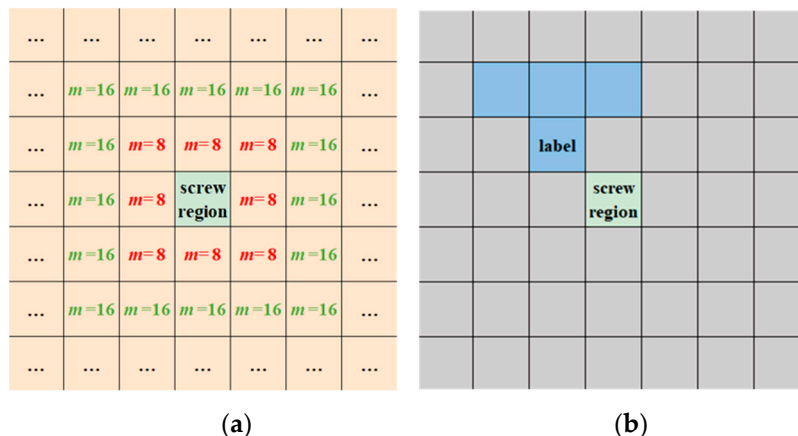 ... ... ... ... ... ... ...
... m=16 m=16 m=16 m=16 m=16 ...
... m=16 m=8 m=8 m=8 m=16 ...
label
... m=16 m=8 screw region m=8 m=16 ...
screw
region
... m=16 m=8 m=8 m=8 m=16 ...
... m=16 m=16 m=16 m=16 m=16 ...
... ... ... ... ... ... ...
(a) (b)